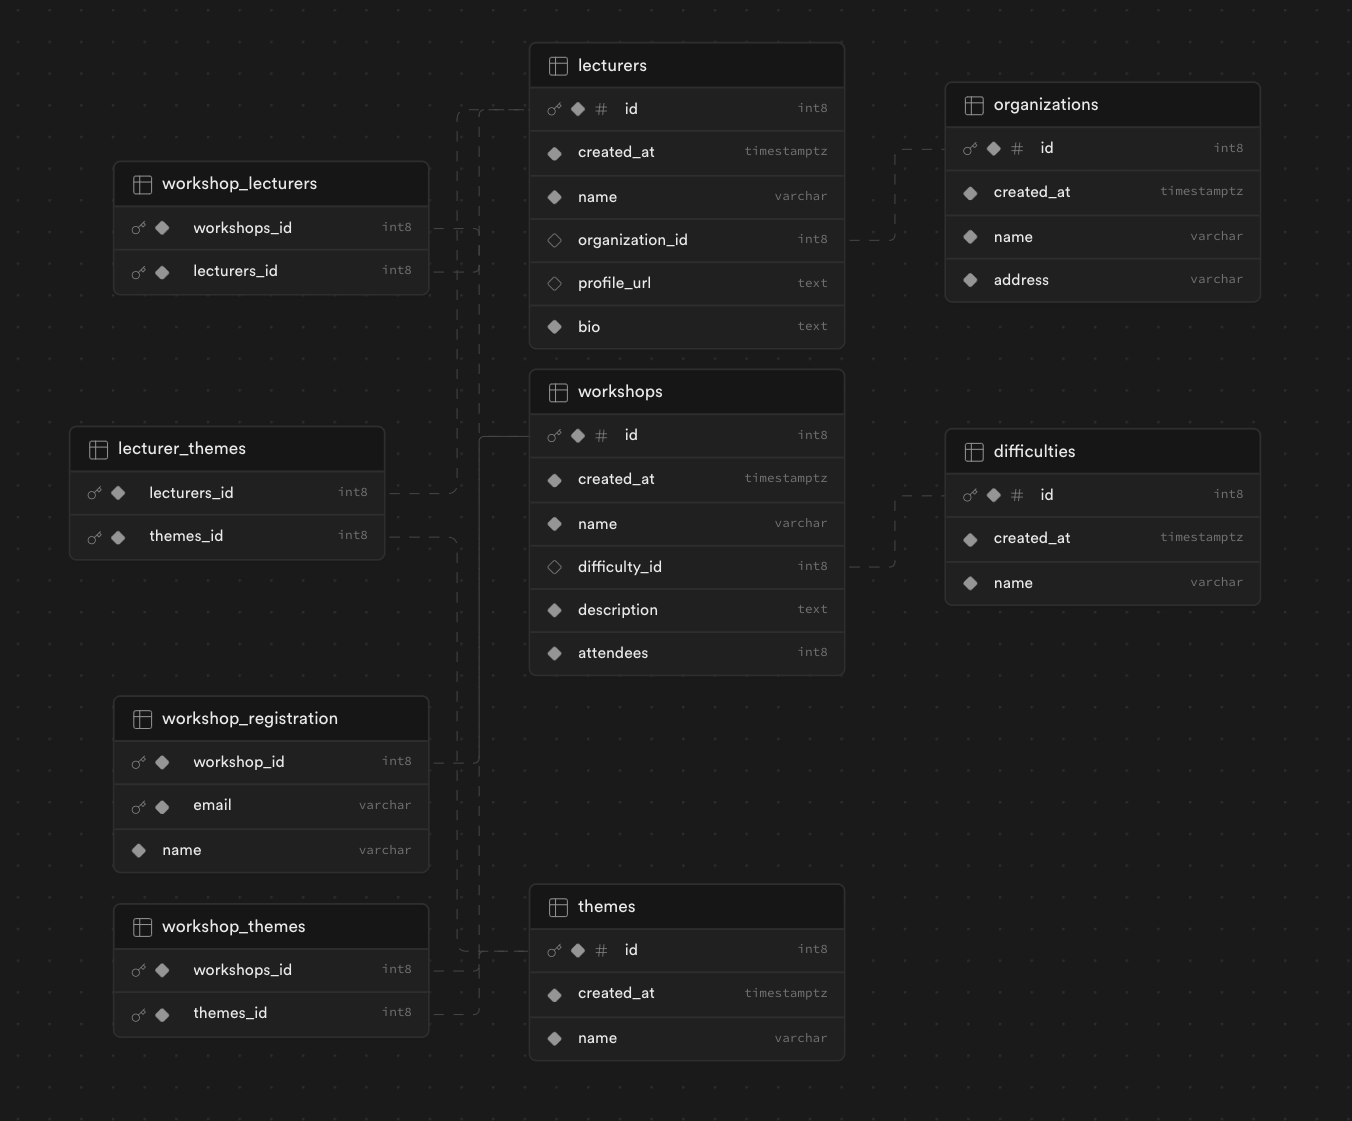 lecturers
id int8
created_at timestamptz
name varchar
organization_id int8
profile_url text
bio text
organizations
id int8
created_at timestamptz
name varchar
address varchar
workshop_lecturers
workshops_id int8
lecturers_id int8
workshops
id int8
created_at timestamptz
name varchar
difficulty_id int8
description text
attendees int8
lecturer_themes
lecturers_id int8
themes_id int8
difficulties
id int8
created_at timestamptz
name varchar
workshop_registration
workshop_id int8
email varchar
name varchar
workshop_themes
workshops_id int8
themes_id int8
themes
id int8
created_at timestamptz
name varchar